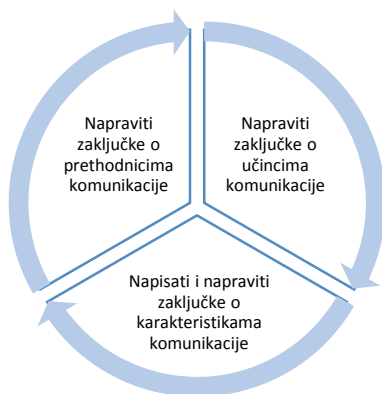 Napraviti
zaključke o
prethodnicima
komunikacije
Napraviti
zaključke o
učincima
komunikacije
Napisati i napraviti
zaključke o
karakteristikama
komunikacije